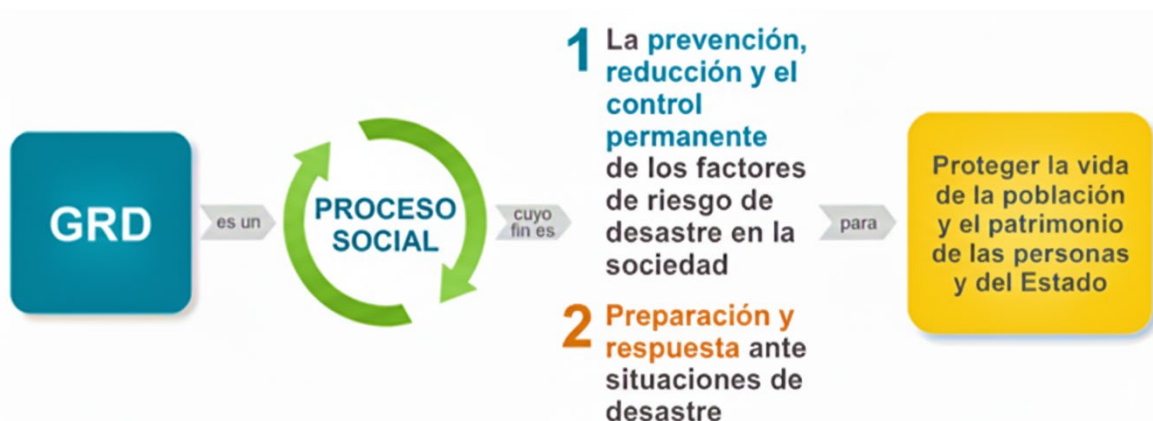 GRD
es un
PROCESO
SOCIAL
cuyo
fin es
1 La prevención,
reducción y el
control
permanente
de los factores
de riesgo de
desastre en la
sociedad
2 Preparación y
respuesta ante
situaciones de
desastre
para
Proteger la vida
de la población
y el patrimonio
de las personas
y del Estado